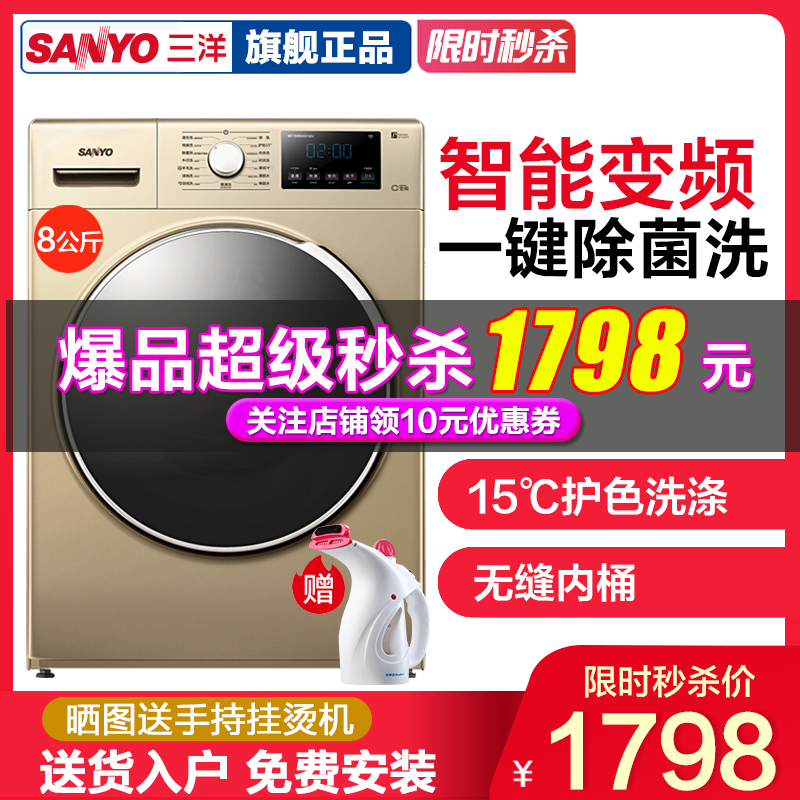 SANYO 三洋 旗舰正品 限时秒杀
SANYO
02:00
8公斤
智能变频
一键除菌洗
爆品超级秒杀1798元
关注店铺领10元优惠券
15℃护色洗涤
无缝内桶
赠
限时秒杀价
晒图送手持挂烫机
¥1798
送货入户 免费安装